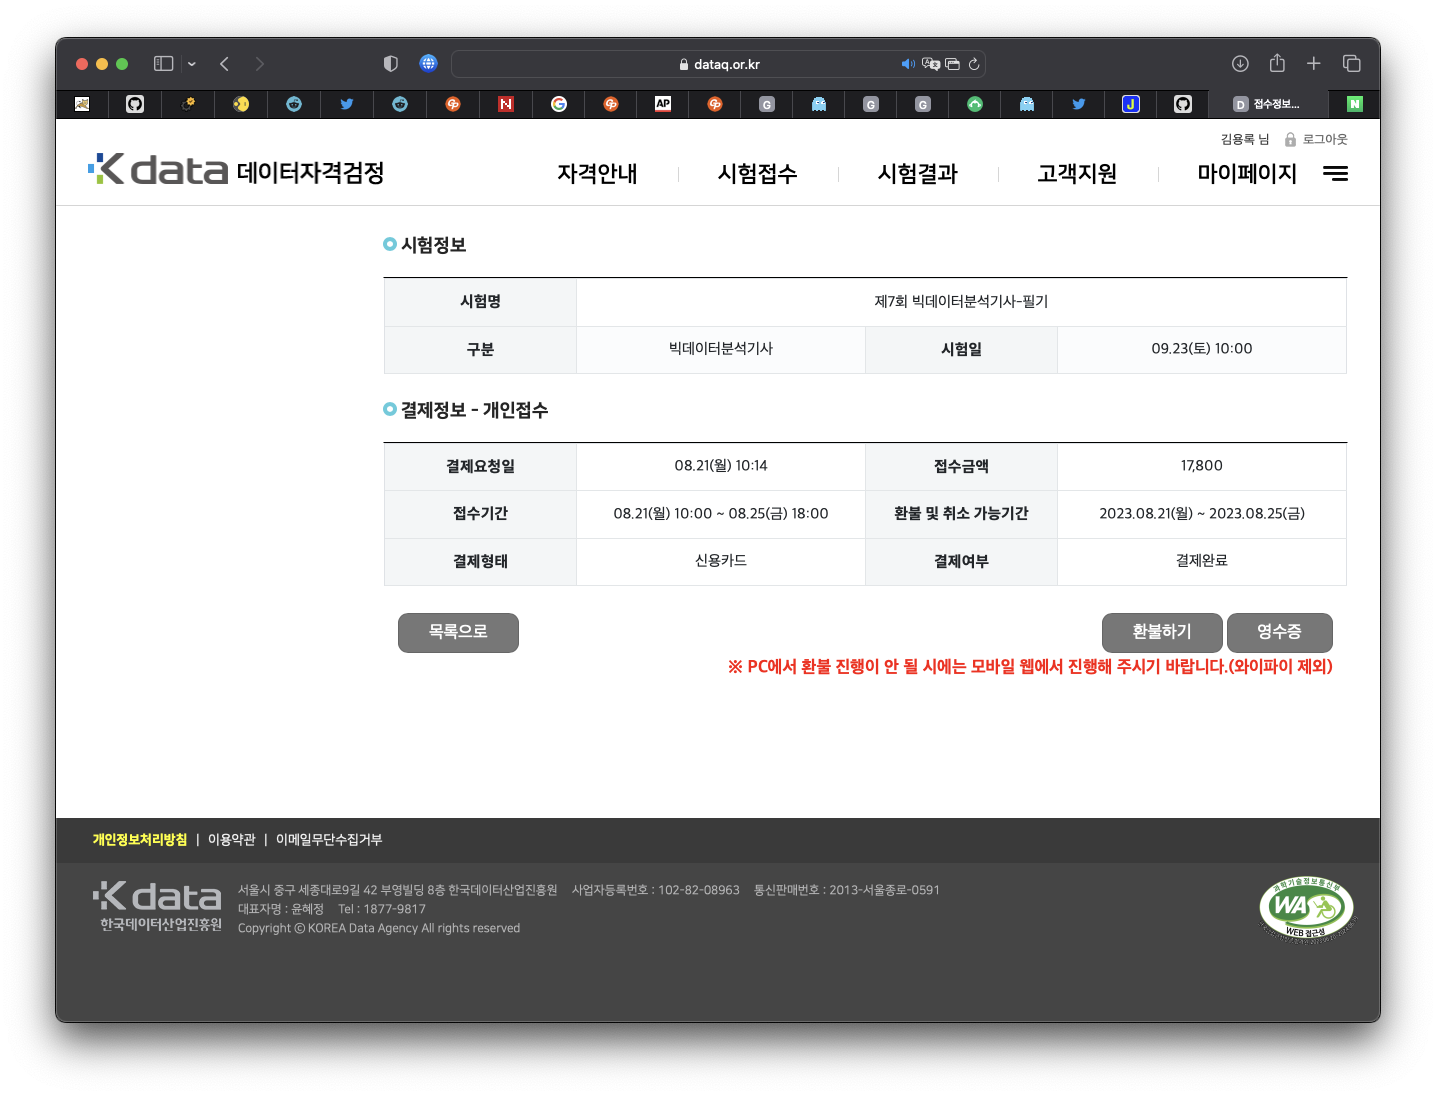 dataq.or.kr
AP
G
G
G
J
D 접수정보...
N
김용록 님 로그아웃
Kdata 데이터자격검정
자격안내 시험접수 시험결과 고객지원 마이페이지
시험정보
시험명 제7회 빅데이터분석기사-필기
구분 빅데이터분석기사 시험일 09.23(토) 10:00
결제정보 - 개인접수
결제요청일 08.21(월) 10:14 접수금액 17,800
접수기간 08.21(월) 10:00 ~ 08.25(금) 18:00 환불 및 취소 가능기간 2023.08.21(월) ~ 2023.08.25(금)
결제형태 신용카드 결제여부 결제완료
목록으로 환불하기 영수증
※ PC에서 환불 진행이 안 될 시에는 모바일 웹에서 진행해 주시기 바랍니다.(와이파이 제외)
개인정보처리방침 | 이용약관 | 이메일무단수집거부
Kdata
한국데이터산업진흥원
서울시 중구 세종대로9길 42 부영빌딩 8층 한국데이터산업진흥원 사업자등록번호 : 102-82-08963 통신판매번호 : 2013-서울종로-0591
대표자명 : 윤혜정 Tel : 1877-9817
Copyright ⓒ KOREA Data Agency All rights reserved
과학기술정보통신부
WA
WEB 접근성